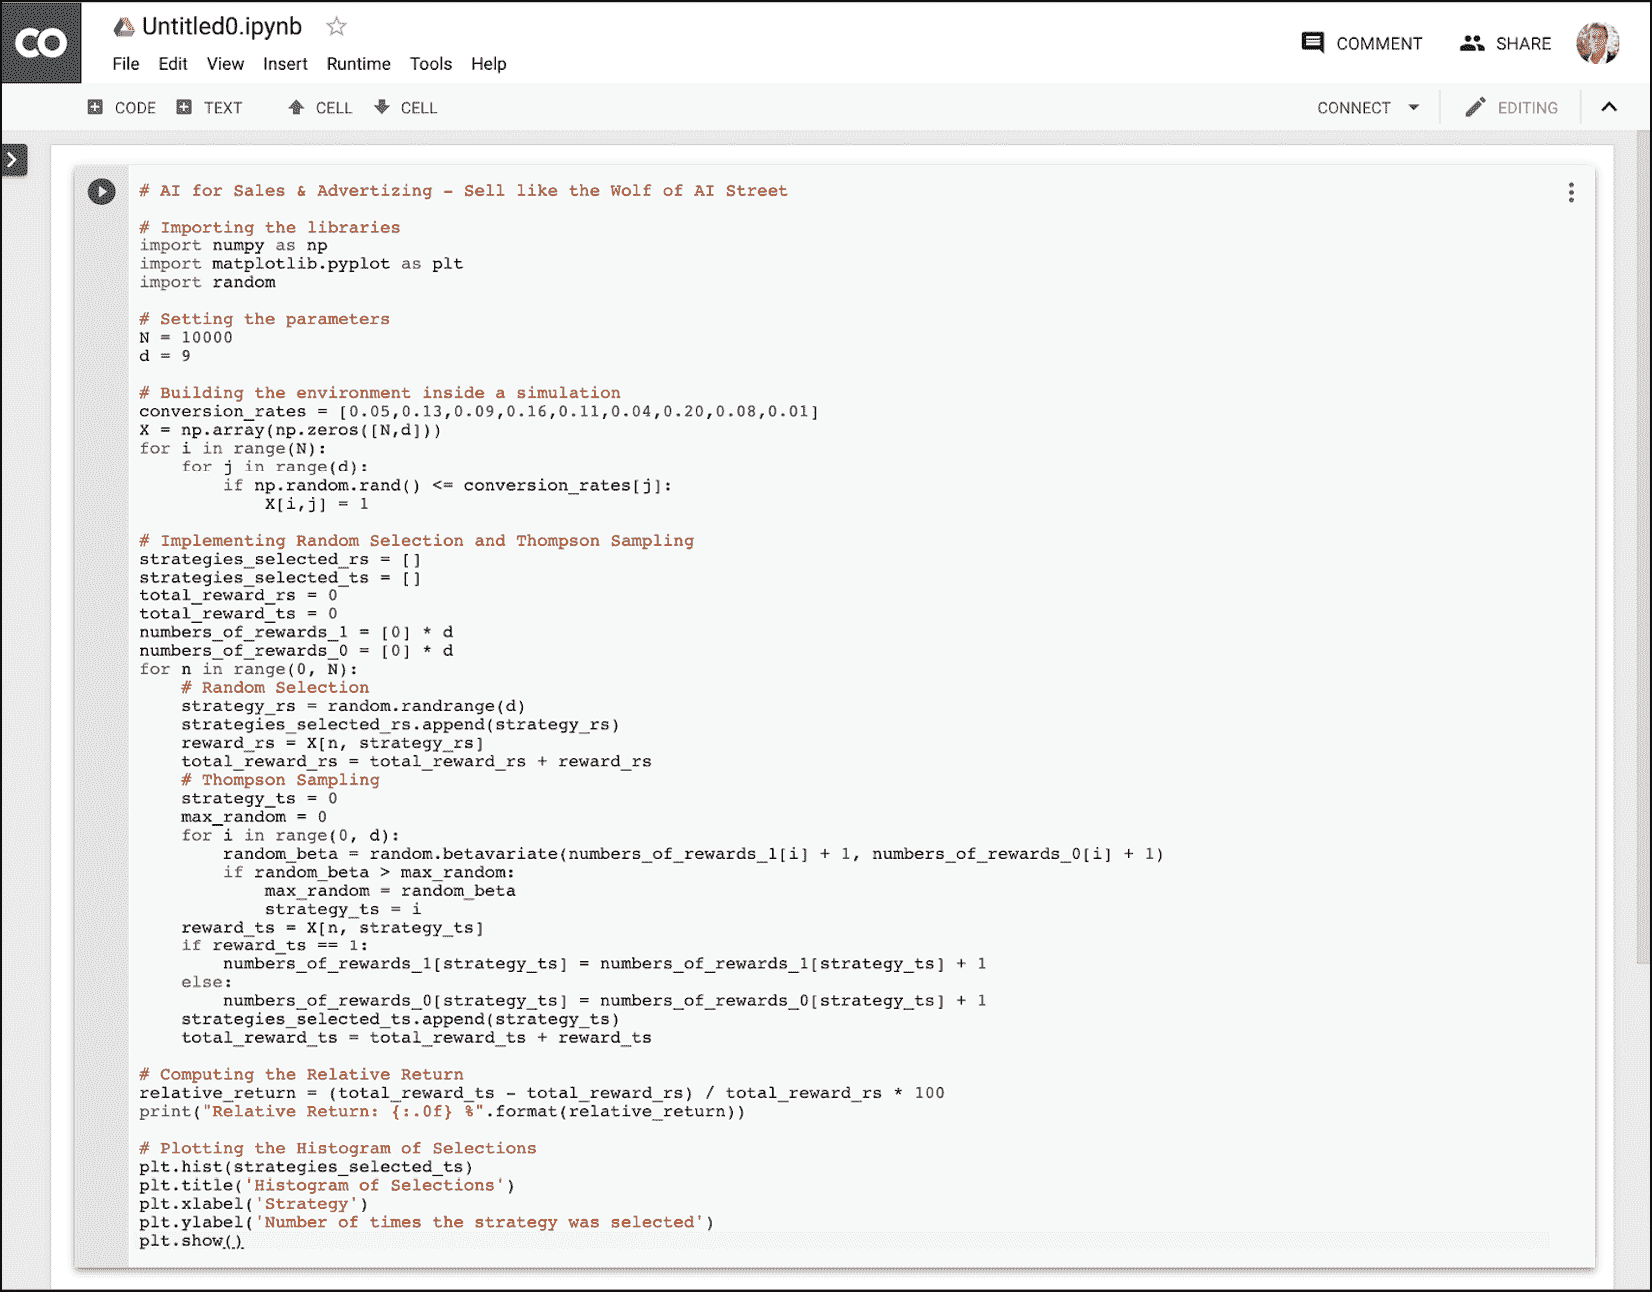 CO
Untitled0.ipynb
File Edit View Insert Runtime Tools Help
COMMENT SHARE
CODE TEXT CELL CELL
CONNECT EDITING
# AI for Sales & Advertizing - Sell like the Wolf of AI Street
# Importing the libraries
import numpy as np
import matplotlib.pyplot as plt
import random
# Setting the parameters
N = 10000
d = 9
# Building the environment inside a simulation
conversion_rates = [0.05,0.13,0.09,0.16,0.11,0.04,0.20,0.08,0.01]
X = np.array(np.zeros([N,d]))
for i in range(N):
    for j in range(d):
        if np.random.rand() <= conversion_rates[j]:
            X[i,j] = 1
# Implementing Random Selection and Thompson Sampling
strategies_selected_rs = []
strategies_selected_ts = []
total_reward_rs = 0
total_reward_ts = 0
numbers_of_rewards_1 = [0] * d
numbers_of_rewards_0 = [0] * d
for n in range(0, N):
    # Random Selection
    strategy_rs = random.randrange(d)
    strategies_selected_rs.append(strategy_rs)
    reward_rs = X[n, strategy_rs]
    total_reward_rs = total_reward_rs + reward_rs
    # Thompson Sampling
    strategy_ts = 0
    max_random = 0
    for i in range(0, d):
        random_beta = random.betavariate(numbers_of_rewards_1[i] + 1, numbers_of_rewards_0[i] + 1)
        if random_beta > max_random:
            max_random = random_beta
            strategy_ts = i
    reward_ts = X[n, strategy_ts]
    if reward_ts == 1:
        numbers_of_rewards_1[strategy_ts] = numbers_of_rewards_1[strategy_ts] + 1
    else:
        numbers_of_rewards_0[strategy_ts] = numbers_of_rewards_0[strategy_ts] + 1
    strategies_selected_ts.append(strategy_ts)
    total_reward_ts = total_reward_ts + reward_ts
# Computing the Relative Return
relative_return = (total_reward_ts - total_reward_rs) / total_reward_rs * 100
print("Relative Return: {:.0f} %".format(relative_return))
# Plotting the Histogram of Selections
plt.hist(strategies_selected_ts)
plt.title('Histogram of Selections')
plt.xlabel('Strategy')
plt.ylabel('Number of times the strategy was selected')
plt.show()